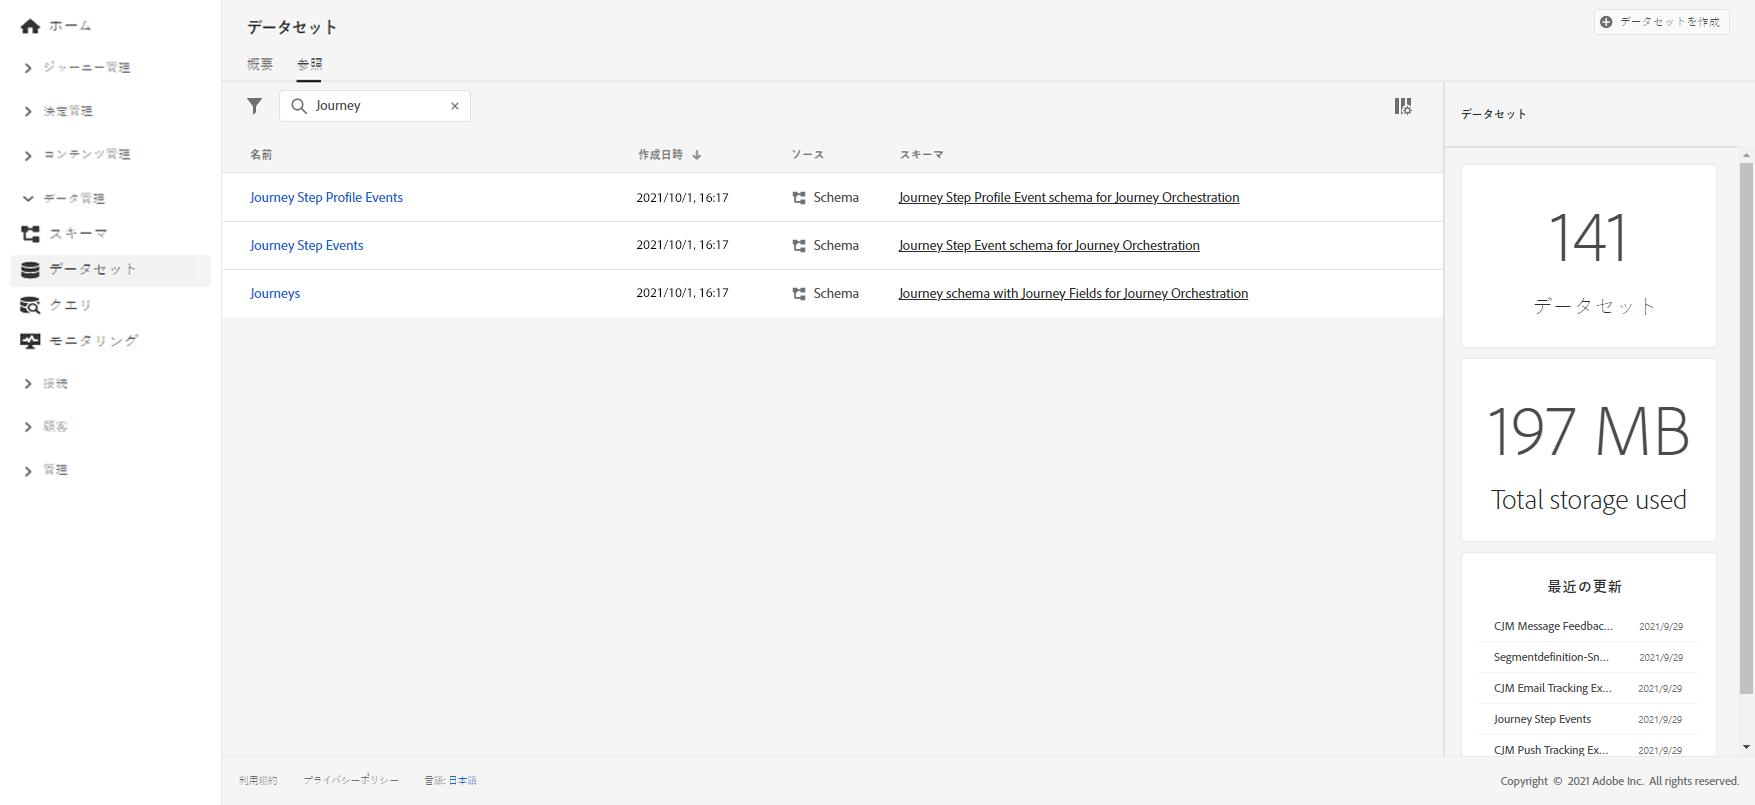 ホーム
ジャーニー管理
決定管理
コンテンツ管理
データ管理
スキーマ
データセット
クエリ
モニタリング
接続
顧客
管理
データセット
データセットを作成
概要 参照
Journey
名前 作成日時 ソース スキーマ
Journey Step Profile Events 2021/10/1, 16:17 Schema Journey Step Profile Event schema for Journey Orchestration
Journey Step Events 2021/10/1, 16:17 Schema Journey Step Event schema for Journey Orchestration
Journeys 2021/10/1, 16:17 Schema Journey schema with Journey Fields for Journey Orchestration
データセット
141
データセット
197 MB
Total storage used
最近の更新
CJM Message Feedbac... 2021/9/29
Segmentdefinition-Sn... 2021/9/29
CJM Email Tracking Ex... 2021/9/29
Journey Step Events 2021/9/29
CJM Push Tracking Ex... 2021/9/29
利用規約 プライバシーポリシー 言語: 日本語
Copyright © 2021 Adobe Inc. All rights reserved.